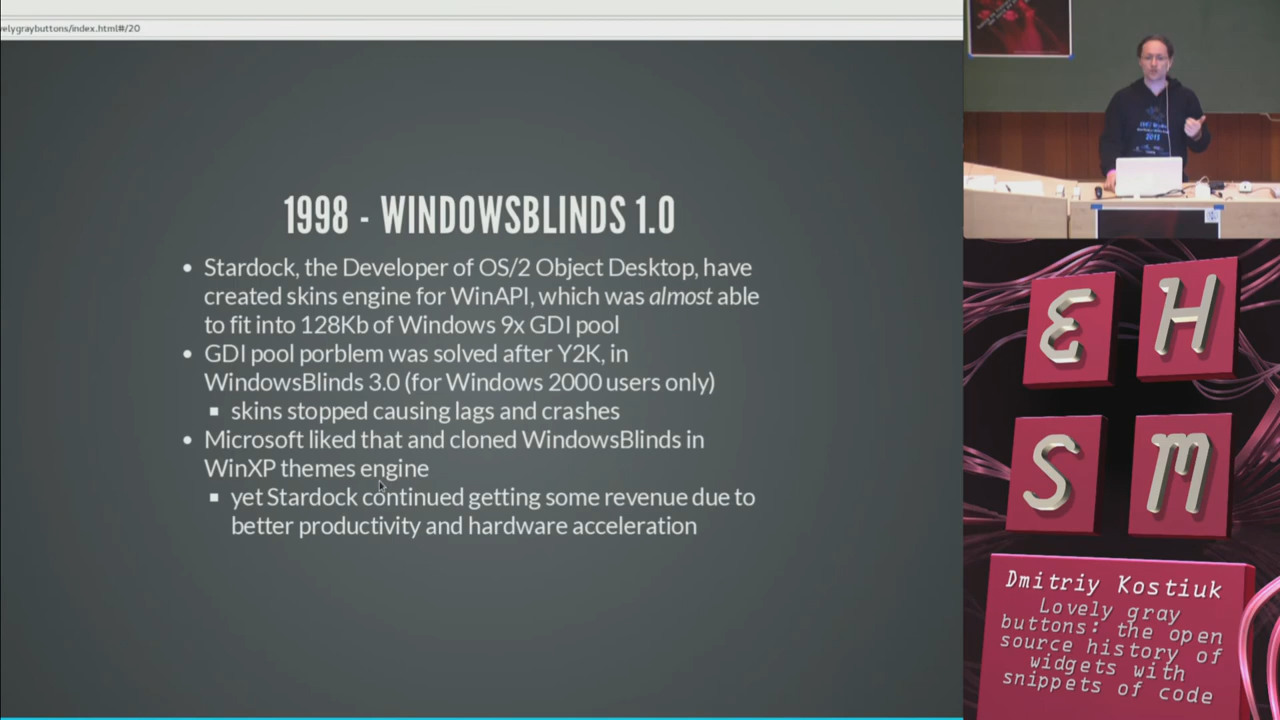 velygraybuttons/index.html#/20
1998 - WINDOWSBLINDS 1.0
• Stardock, the Developer of OS/2 Object Desktop, have
created skins engine for WinAPI, which was almost able
to fit into 128Kb of Windows 9x GDI pool
• GDI pool porblem was solved after Y2K, in
WindowsBlinds 3.0 (for Windows 2000 users only)
▪ skins stopped causing lags and crashes
• Microsoft liked that and cloned WindowsBlinds in
WinXP themes engine
▪ yet Stardock continued getting some revenue due to
better productivity and hardware acceleration
2013
E H
S M
Dmitriy Kostiuk
Lovely gray
buttons: the open
source history of
widgets with
snippets of code